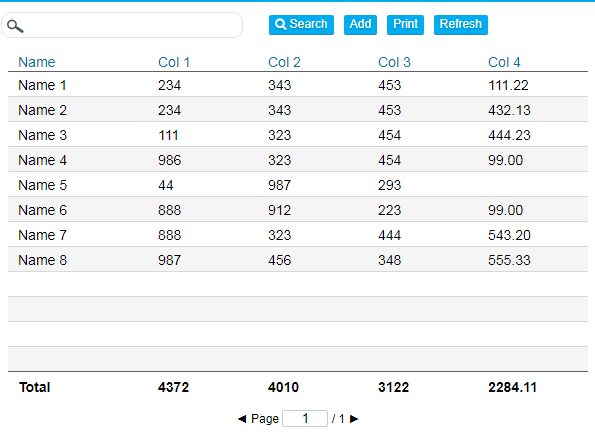 Search Add Print Refresh
Name Col 1 Col 2 Col 3 Col 4
Name 1 234 343 453 111.22
Name 2 234 343 453 432.13
Name 3 111 323 454 444.23
Name 4 986 323 454 99.00
Name 5 44 987 293
Name 6 888 912 223 99.00
Name 7 888 323 444 543.20
Name 8 987 456 348 555.33
Total 4372 4010 3122 2284.11
◄ Page 1 / 1 ►